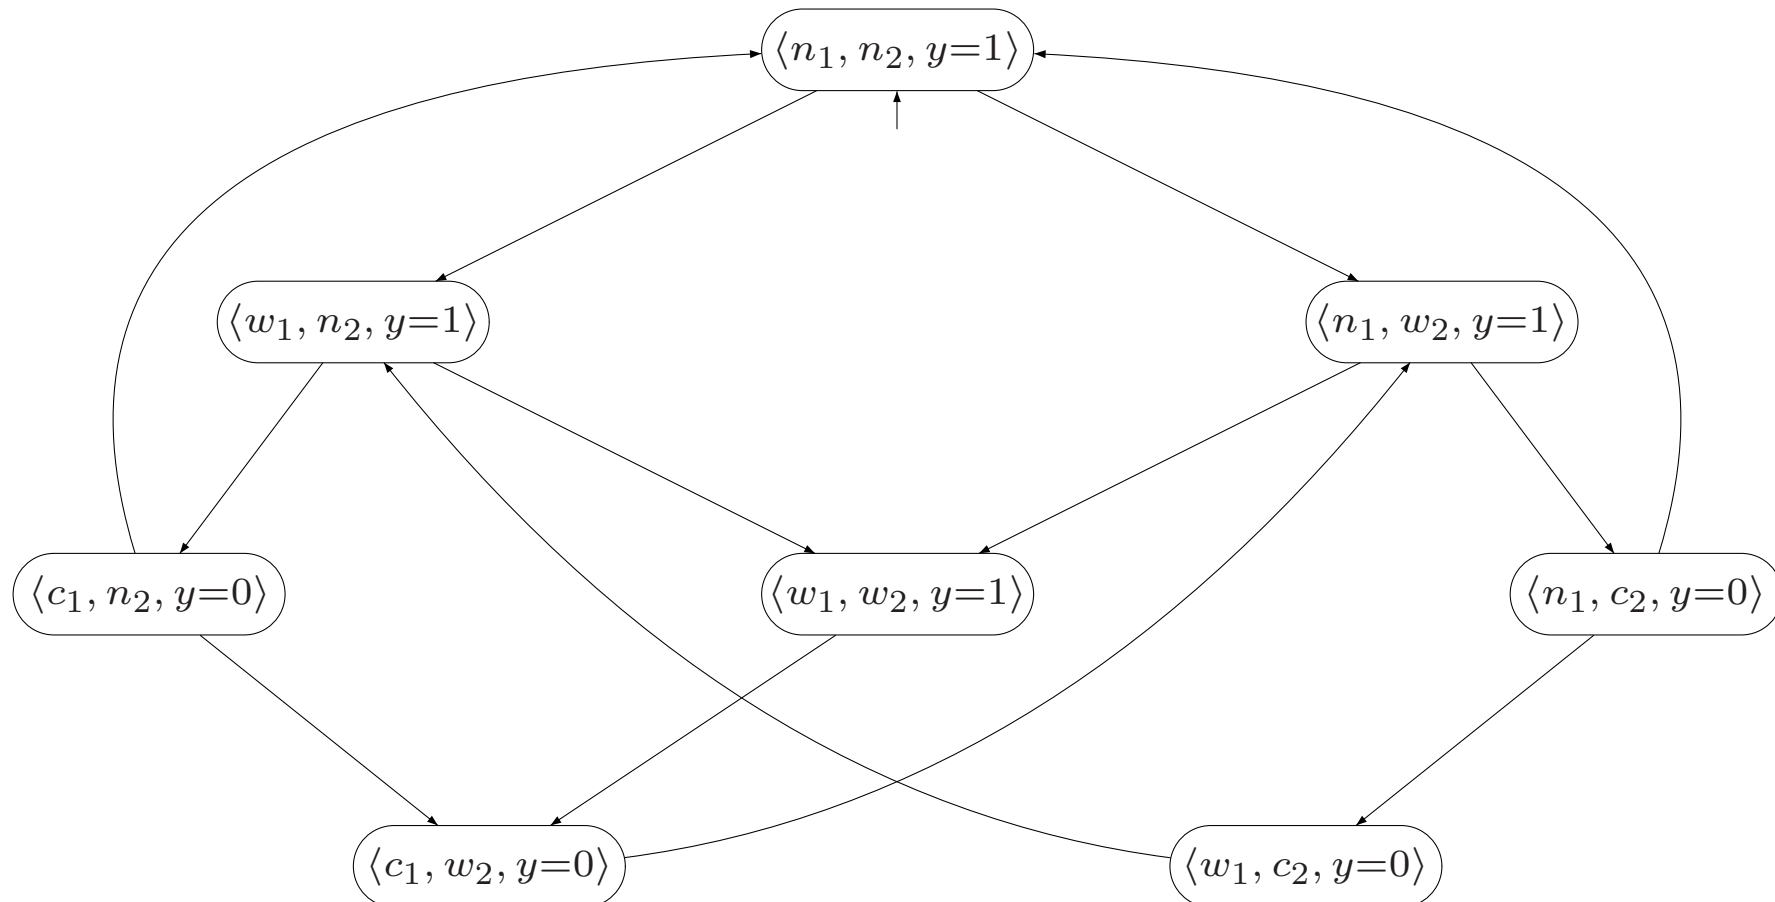 ⟨n₁, n₂, y=1⟩
⟨w₁, n₂, y=1⟩
⟨n₁, w₂, y=1⟩
⟨c₁, n₂, y=0⟩
⟨w₁, w₂, y=1⟩
⟨n₁, c₂, y=0⟩
⟨c₁, w₂, y=0⟩
⟨w₁, c₂, y=0⟩